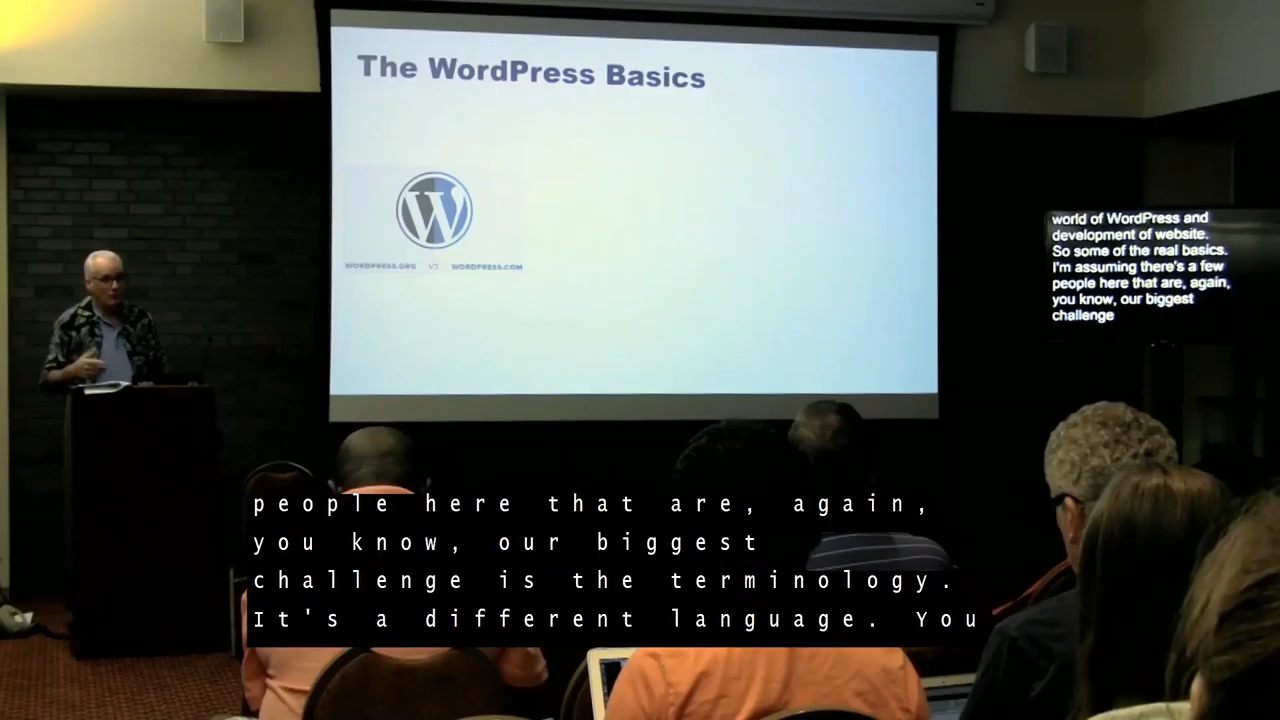 The WordPress Basics
WORDPRESS.ORG VS WORDPRESS.COM
world of WordPress and
development of website.
So some of the real basics.
I'm assuming there's a few
people here that are, again,
you know, our biggest
challenge
people here that are, again,
you know, our biggest
challenge is the terminology.
It's a different language. You